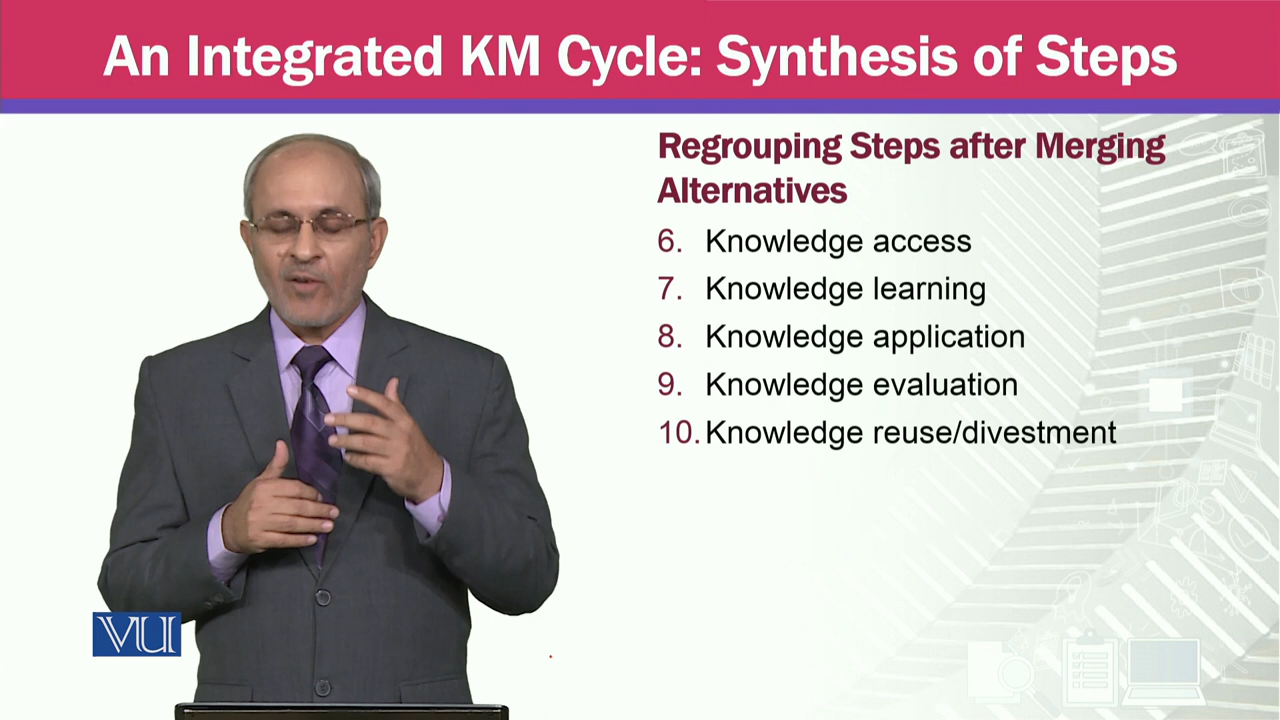 An Integrated KM Cycle: Synthesis of Steps
Regrouping Steps after Merging
Alternatives
6. Knowledge access
7. Knowledge learning
8. Knowledge application
9. Knowledge evaluation
10. Knowledge reuse/divestment
VU